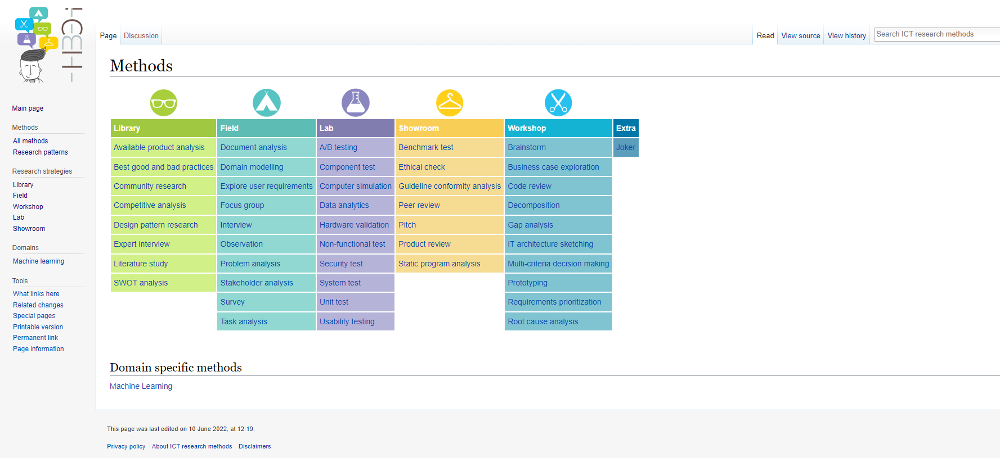 Page
Discussion
Read
View source
View history
Search ICT research methods
Methods
Main page
Methods
All methods
Research patterns
Research strategies
Library
Field
Workshop
Lab
Showroom
Domains
Machine learning
Tools
What links here
Related changes
Special pages
Printable version
Permanent link
Page information
Library Field Lab Showroom Workshop Extra
Available product analysis Document analysis A/B testing Benchmark test Brainstorm Joker
Best good and bad practices Domain modelling Component test Ethical check Business case exploration
Community research Explore user requirements Computer simulation Guideline conformity analysis Code review
Competitive analysis Focus group Data analytics Peer review Decomposition
Design pattern research Interview Hardware validation Pitch Gap analysis
Expert interview Observation Non-functional test Product review IT architecture sketching
Literature study Problem analysis Security test Static program analysis Multi-criteria decision making
SWOT analysis Stakeholder analysis System test Prototyping
Survey Unit test Requirements prioritization
Task analysis Usability testing Root cause analysis
Domain specific methods
Machine Learning
This page was last edited on 10 June 2022, at 12:19.
Privacy policy About ICT research methods Disclaimers